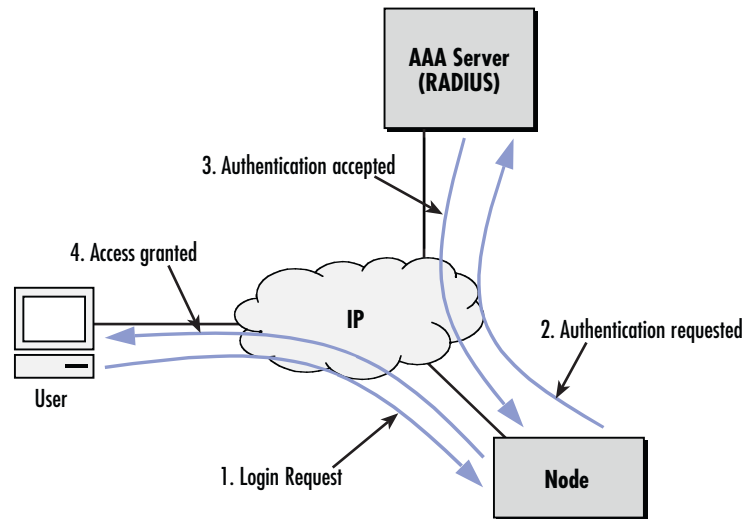 AAA Server
(RADIUS)
3. Authentication accepted
4. Access granted
IP
2. Authentication requested
User
1. Login Request
Node